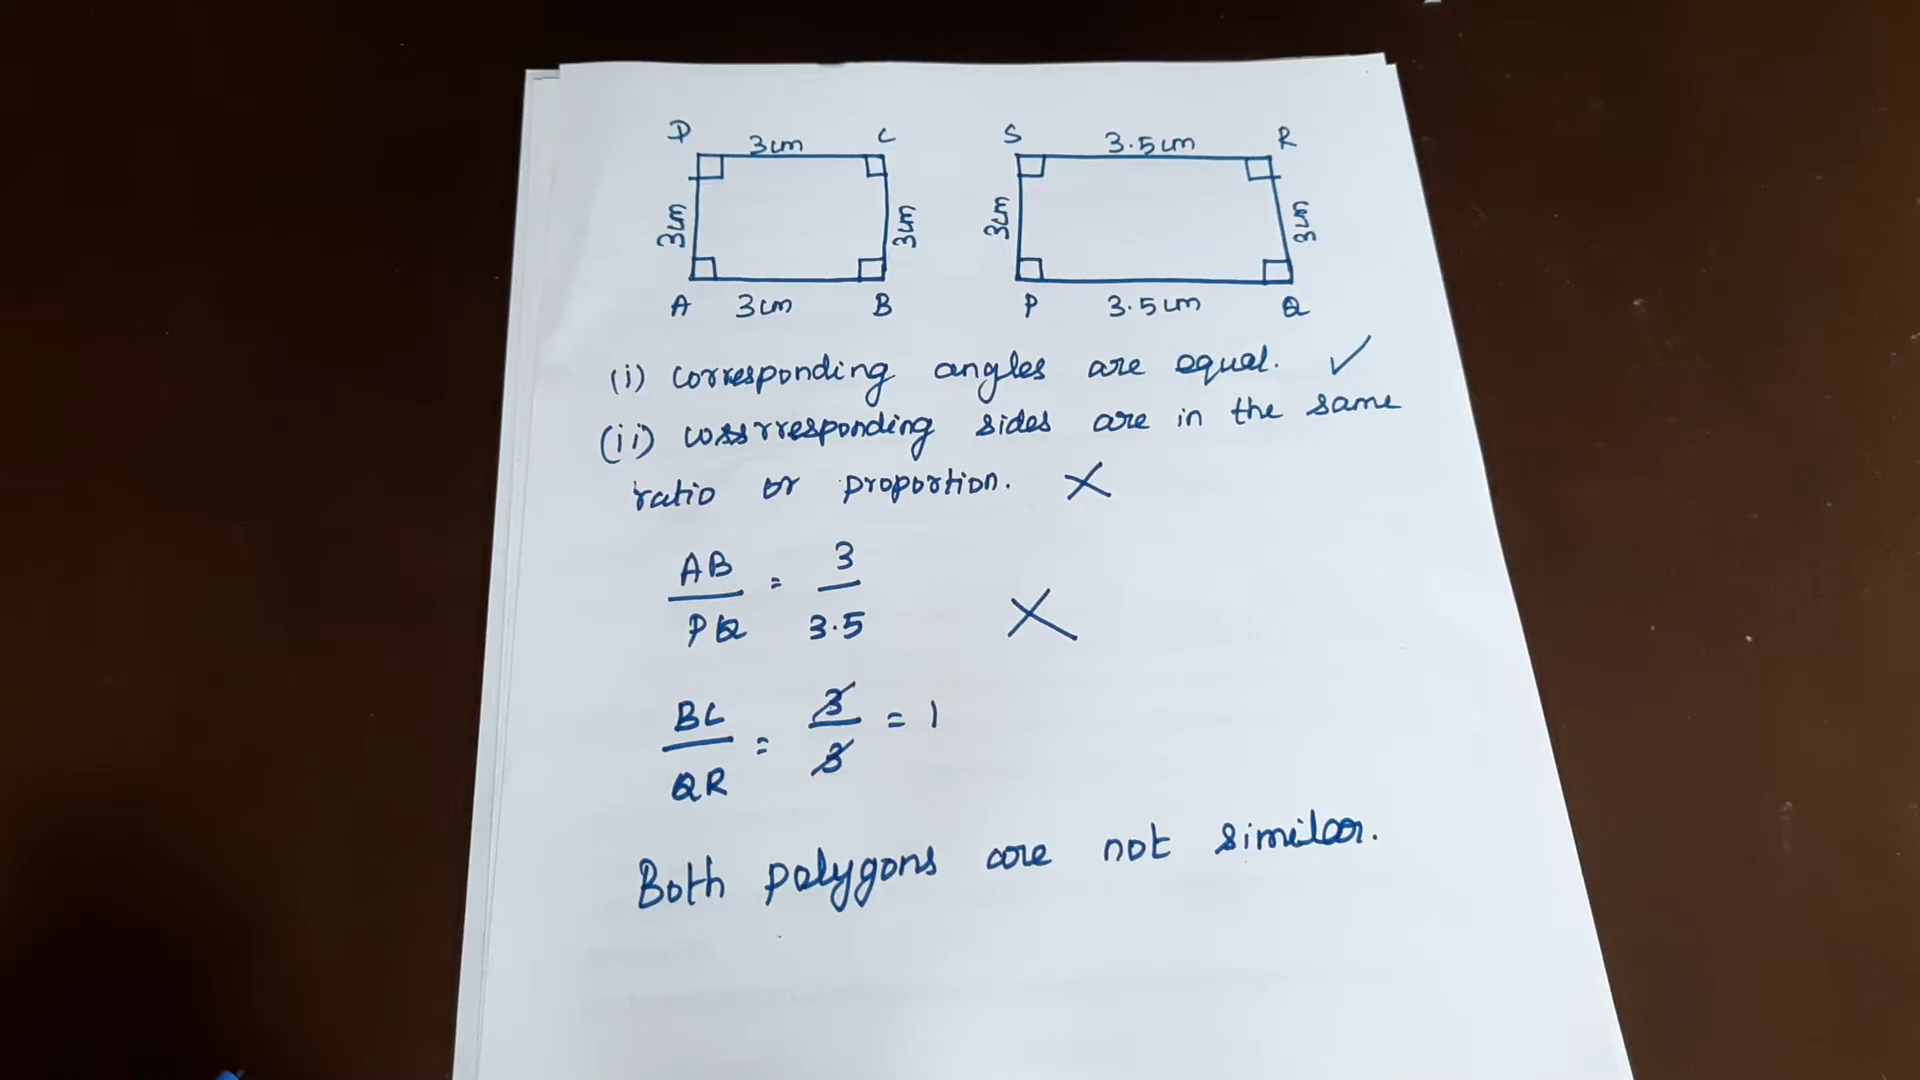 D 3cm C S 3.5cm R
3cm 3cm 3cm 3cm
A 3cm B P 3.5cm Q
(i) corresponding angles are equal. ✓
(ii) corresponding sides are in the same
ratio or proportion. ✗
AB/PQ = 3/3.5 ✗
BC/QR = 3/3 = 1
Both polygons are not similar.